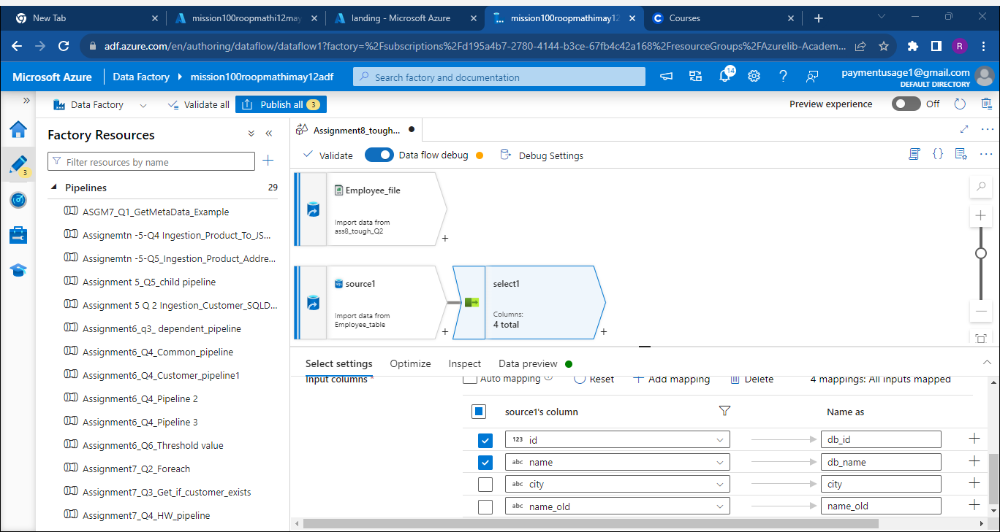 New Tab
mission100roopmathi12may
landing - Microsoft Azure
mission100roopmathimay12
Courses
adf.azure.com/en/authoring/dataflow/dataflow1?factory=%2Fsubscriptions%2Fd195a4b7-2780-4144-b3ce-67fb4c42a168%2FresourceGroups%2FAzurelib-Academ...
R
Microsoft Azure
Data Factory
mission100roopmathimay12adf
Search factory and documentation
14
paymentusage1@gmail.com
DEFAULT DIRECTORY
Data Factory
Validate all
Publish all 3
Preview experience
Off
3
Factory Resources
Filter resources by name
Pipelines 29
ASGM7_Q1_GetMetaData_Example
Assignemtn -5-Q4 Ingestion_Product_To_JS...
Assignemtn -5-Q5_Ingestion_Product_Addre...
Assignment 5_Q5_child pipeline
Assignment 5 Q 2 Ingestion_Customer_SQLD...
Assignment6_q3_ dependent_pipeline
Assignment6_Q4_Common_pipeline
Assignment6_Q4_Customer_pipeline1
Assignment6_Q4_Pipeline 2
Assignment6_Q4_Pipeline 3
Assignment6_Q6_Threshold value
Assignment7_Q2_Foreach
Assignment7_Q3_Get_if_customer_exists
Assignment7_Q4_HW_pipeline
Assignment8_tough...
Validate
Data flow debug
Debug Settings
Employee_file
Import data from
ass8_tough_Q2
+
source1
Import data from
Employee_table
+
select1
Columns:
4 total
+
Select settings
Optimize
Inspect
Data preview
Input columns *
Auto mapping
Reset
Add mapping
Delete
4 mappings: All inputs mapped
source1's column
Name as
123 id
db_id
abc name
db_name
abc city
city
abc name_old
name_old